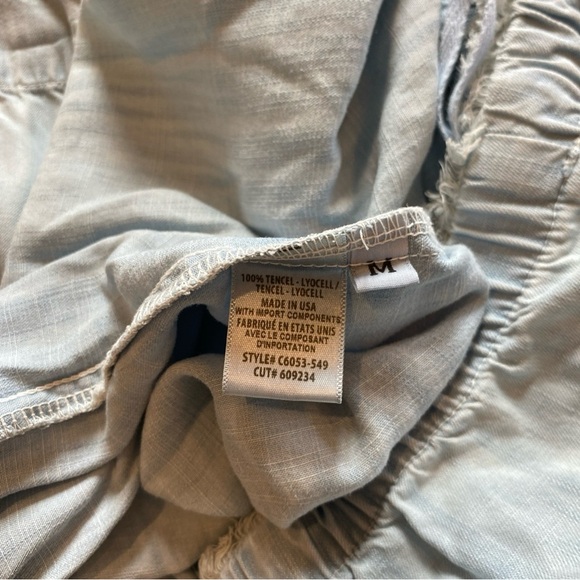 100% TENCEL - LYOCELL /
TENCEL - LYOCELL
MADE IN USA
WITH IMPORT COMPONENTS
FABRIQUÉ EN ETATS UNIS
AVEC LE COMPOSANT
D'INPORTATION
STYLE# C6053-549
CUT# 609234
M